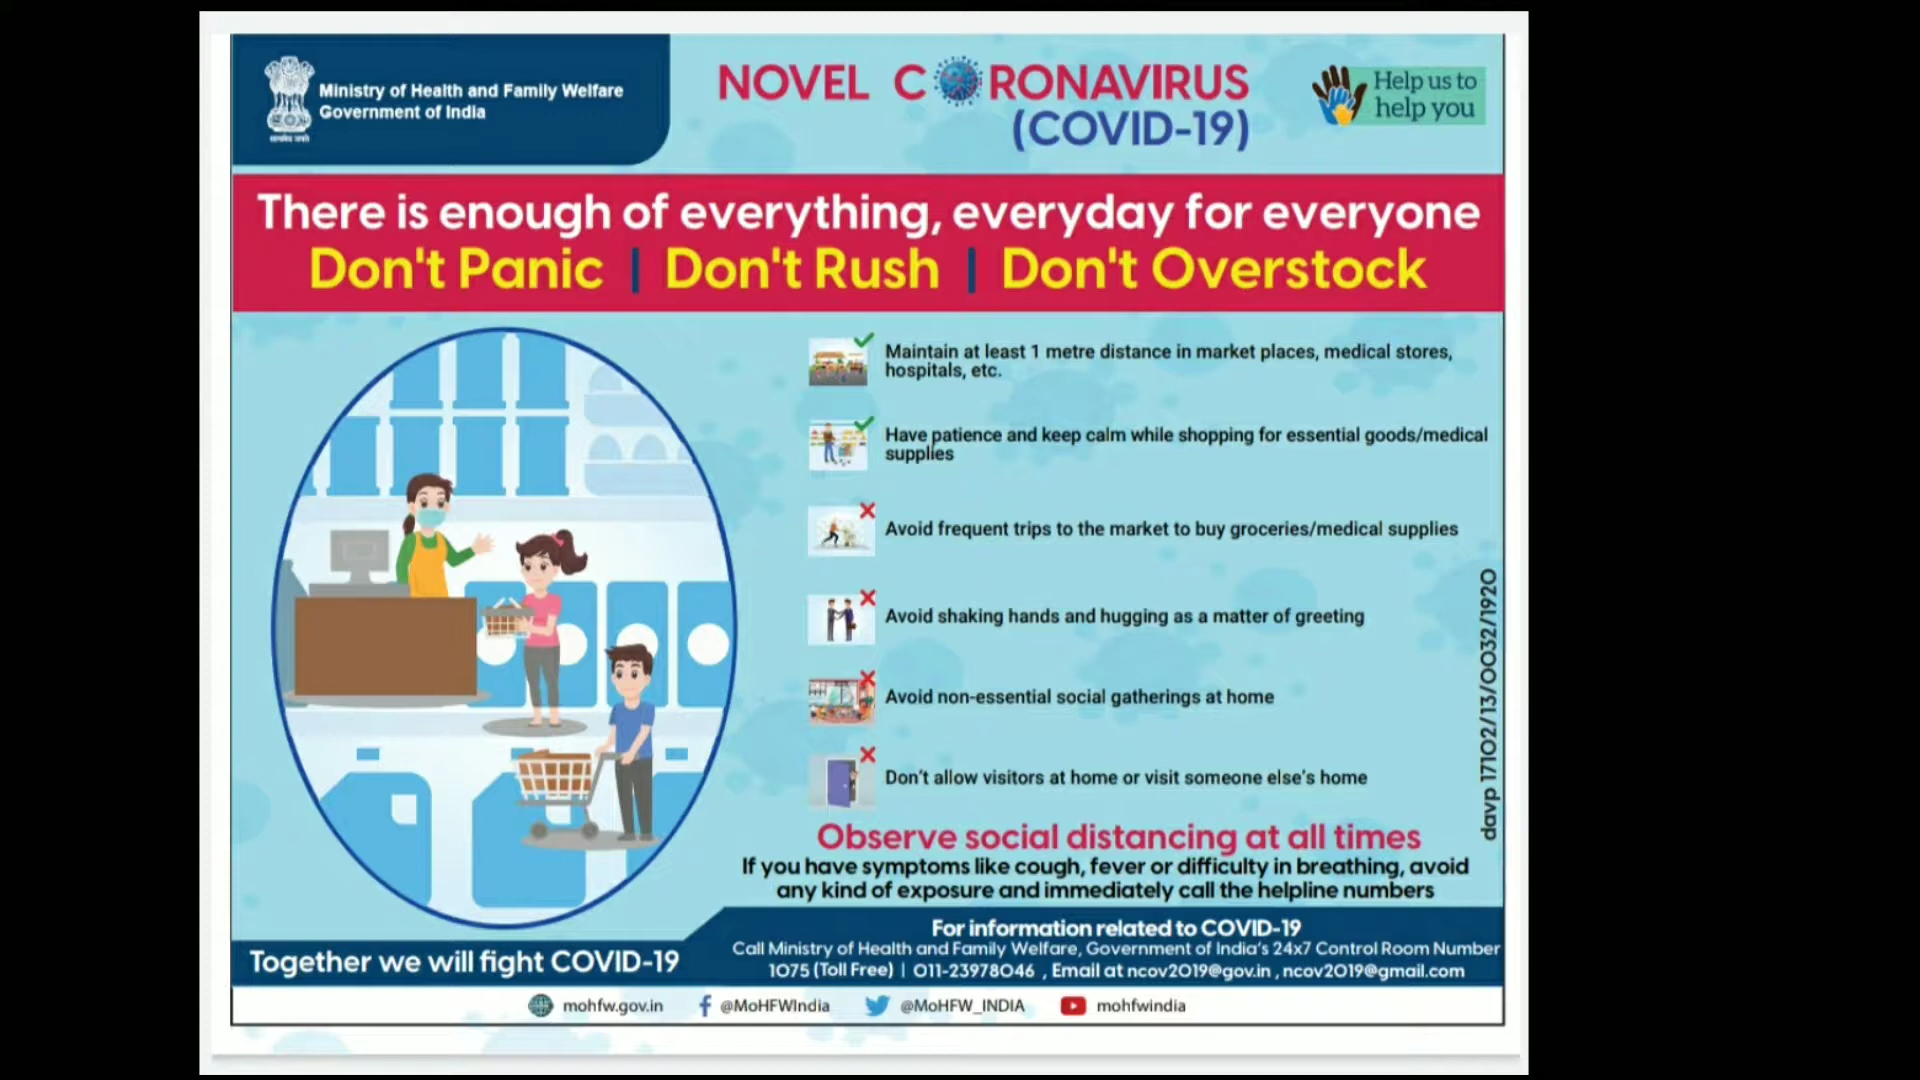 Ministry of Health and Family Welfare
Government of India
NOVEL CORONAVIRUS
(COVID-19)
Help us to
help you
There is enough of everything, everyday for everyone
Don't Panic | Don't Rush | Don't Overstock
Maintain at least 1 metre distance in market places, medical stores,
hospitals, etc.
Have patience and keep calm while shopping for essential goods/medical
supplies
Avoid frequent trips to the market to buy groceries/medical supplies
Avoid shaking hands and hugging as a matter of greeting
Avoid non-essential social gatherings at home
Don't allow visitors at home or visit someone else's home
davp 17102/13/0032/1920
Observe social distancing at all times
If you have symptoms like cough, fever or difficulty in breathing, avoid
any kind of exposure and immediately call the helpline numbers
Together we will fight COVID-19
For information related to COVID-19
Call Ministry of Health and Family Welfare, Government of India's 24x7 Control Room Number
1075 (Toll Free) | 011-23978046 , Email at ncov2019@gov.in , ncov2019@gmail.com
mohfw.gov.in @MoHFWIndia @MoHFW_INDIA mohfwindia